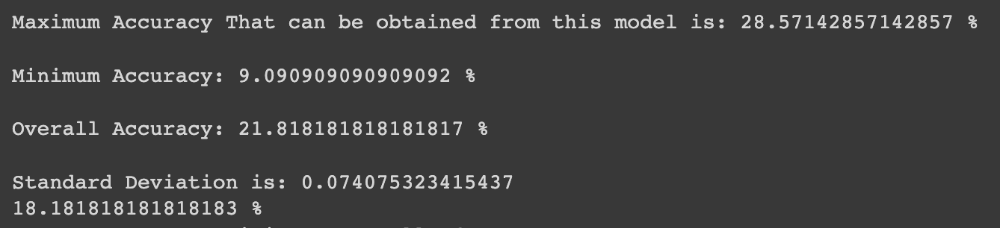 Maximum Accuracy That can be obtained from this model is: 28.57142857142857 %
Minimum Accuracy: 9.090909090909092 %
Overall Accuracy: 21.818181818181817 %
Standard Deviation is: 0.074075323415437
18.181818181818183 %